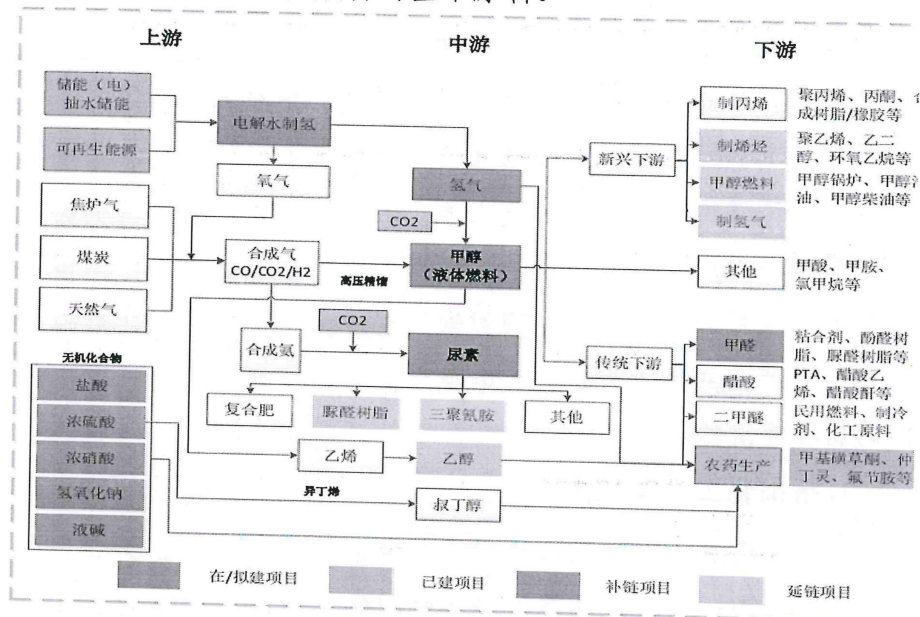 上游
中游
下游
储能（电）
抽水储能
可再生能源
电解水制氢
氧气
氢气
焦炉气
煤炭
天然气
CO2
合成气
CO/CO2/H2
高压精馏
甲醇
（液体燃料）
CO2
合成氨
尿素
复合肥
脲醛树脂
三聚氰胺
其他
乙烯
乙醇
异丁烯
叔丁醇
无机化合物
盐酸
浓硫酸
浓硝酸
氢氧化钠
液碱
新兴下游
制丙烯
聚丙烯、丙酮、
成树脂/橡胶等
制烯烃
聚乙烯、乙二
醇、环氧乙烷等
甲醇燃料
甲醇锅炉、甲醇
油、甲醇柴油等
制氢气
其他
甲酸、甲胺、
氯甲烷等
传统下游
甲醛
粘合剂、酚醛树
脂、脲醛树脂等
醋酸
PTA、醋酸乙
烯、醋酸酐等
二甲醚
民用燃料、制冷
剂、化工原料
农药生产
甲基磺草酮、仲
丁灵、氟节胺等
在/拟建项目
已建项目
补链项目
延链项目